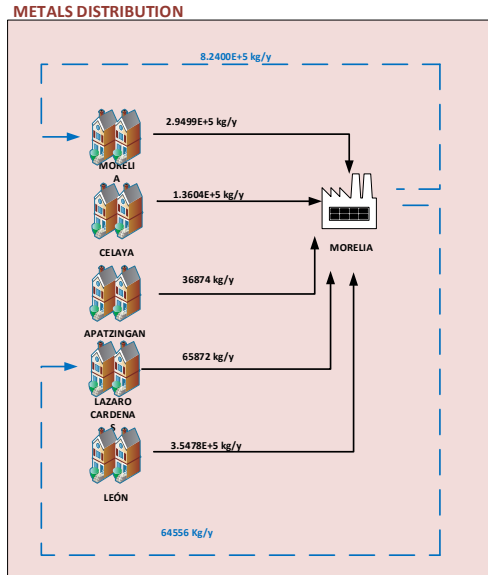 METALS DISTRIBUTION
8.2400E+5 kg/y
2.9499E+5 kg/y
MORELI
A
1.3604E+5 kg/y
MORELIA
CELAYA
36874 kg/y
APATZINGAN
65872 kg/y
LAZARO
CARDENA
S
3.5478E+5 kg/y
LEÓN
64556 Kg/y